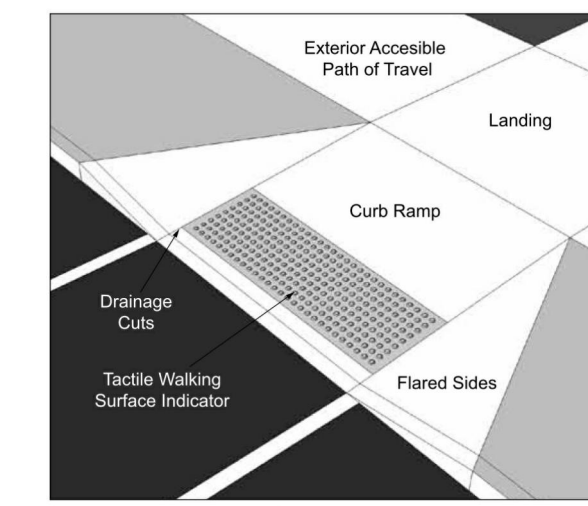 Exterior Accesible
Path of Travel
Landing
Curb Ramp
Drainage
Cuts
Tactile Walking
Surface Indicator
Flared Sides